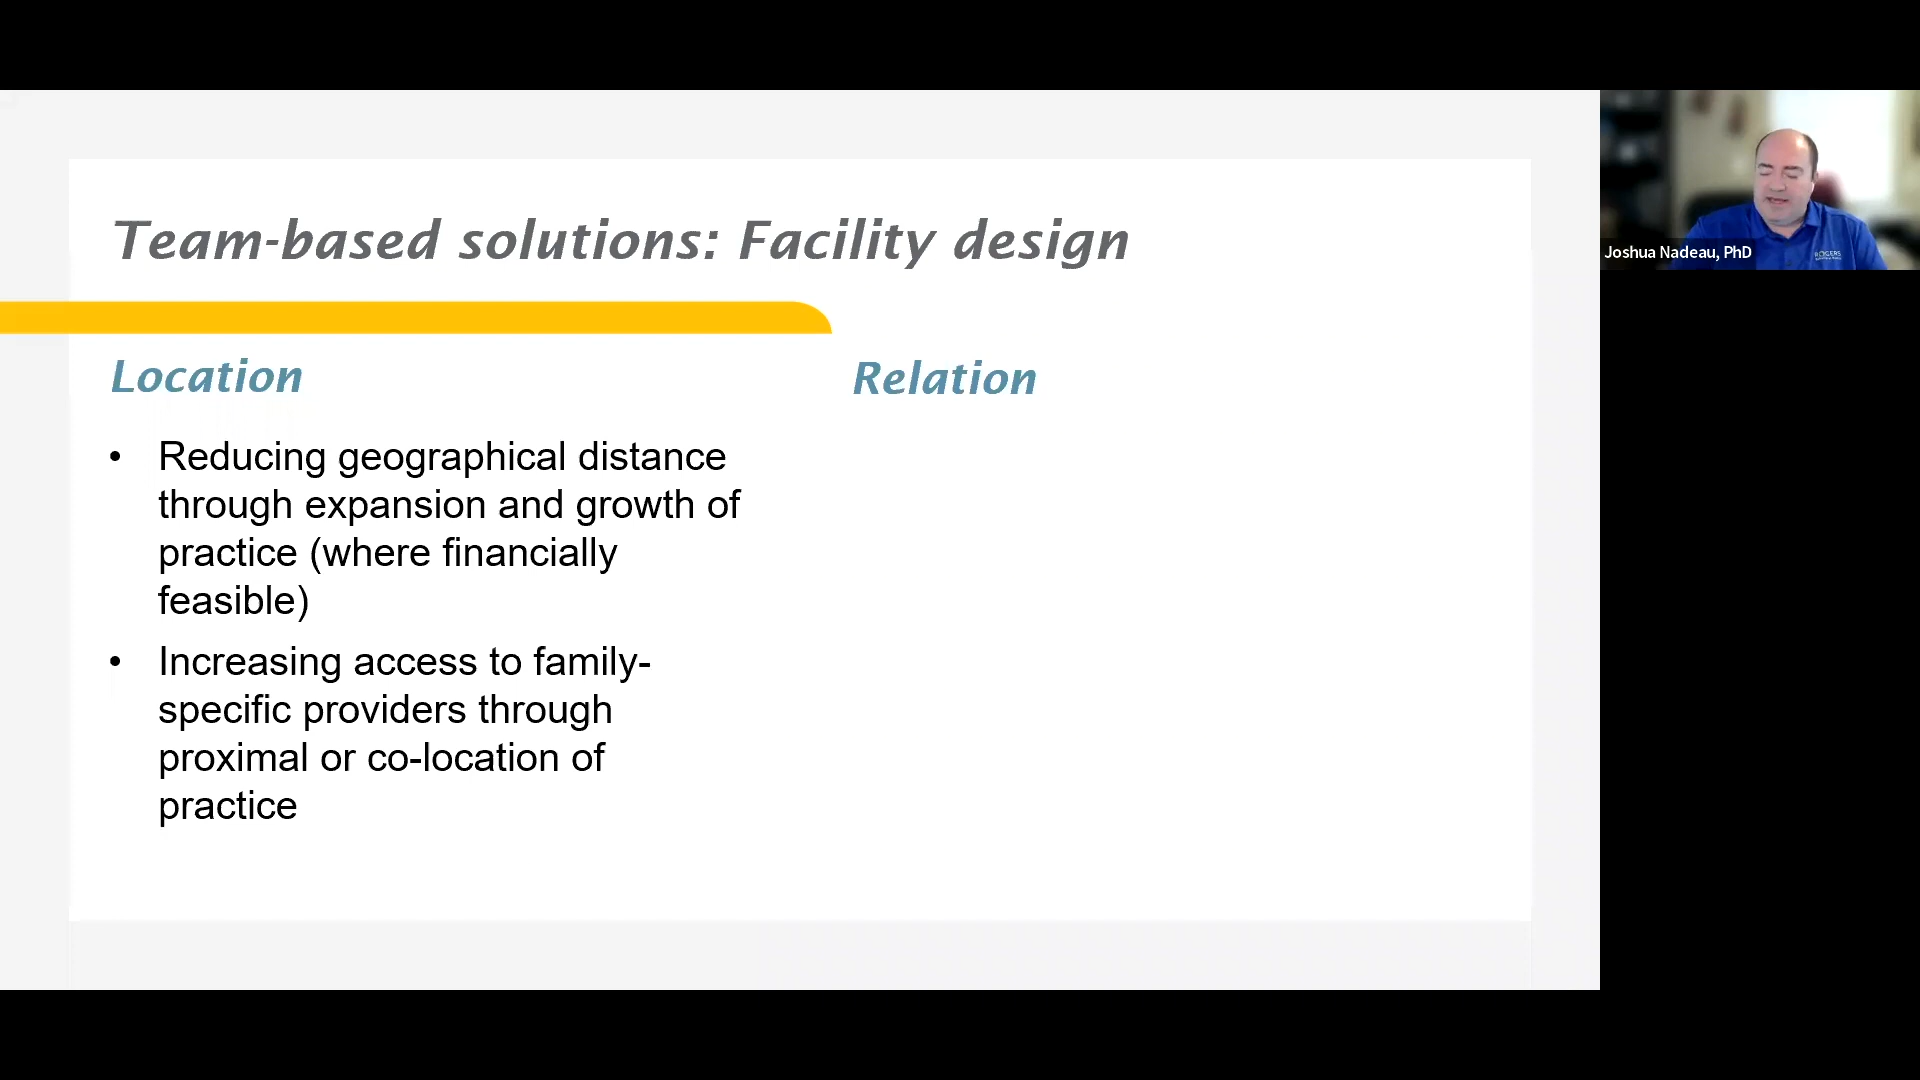 Team-based solutions: Facility design
Location
• Reducing geographical distance
through expansion and growth of
practice (where financially
feasible)
• Increasing access to family-
specific providers through
proximal or co-location of
practice
Relation
Joshua Nadeau, PhD
ROGERS